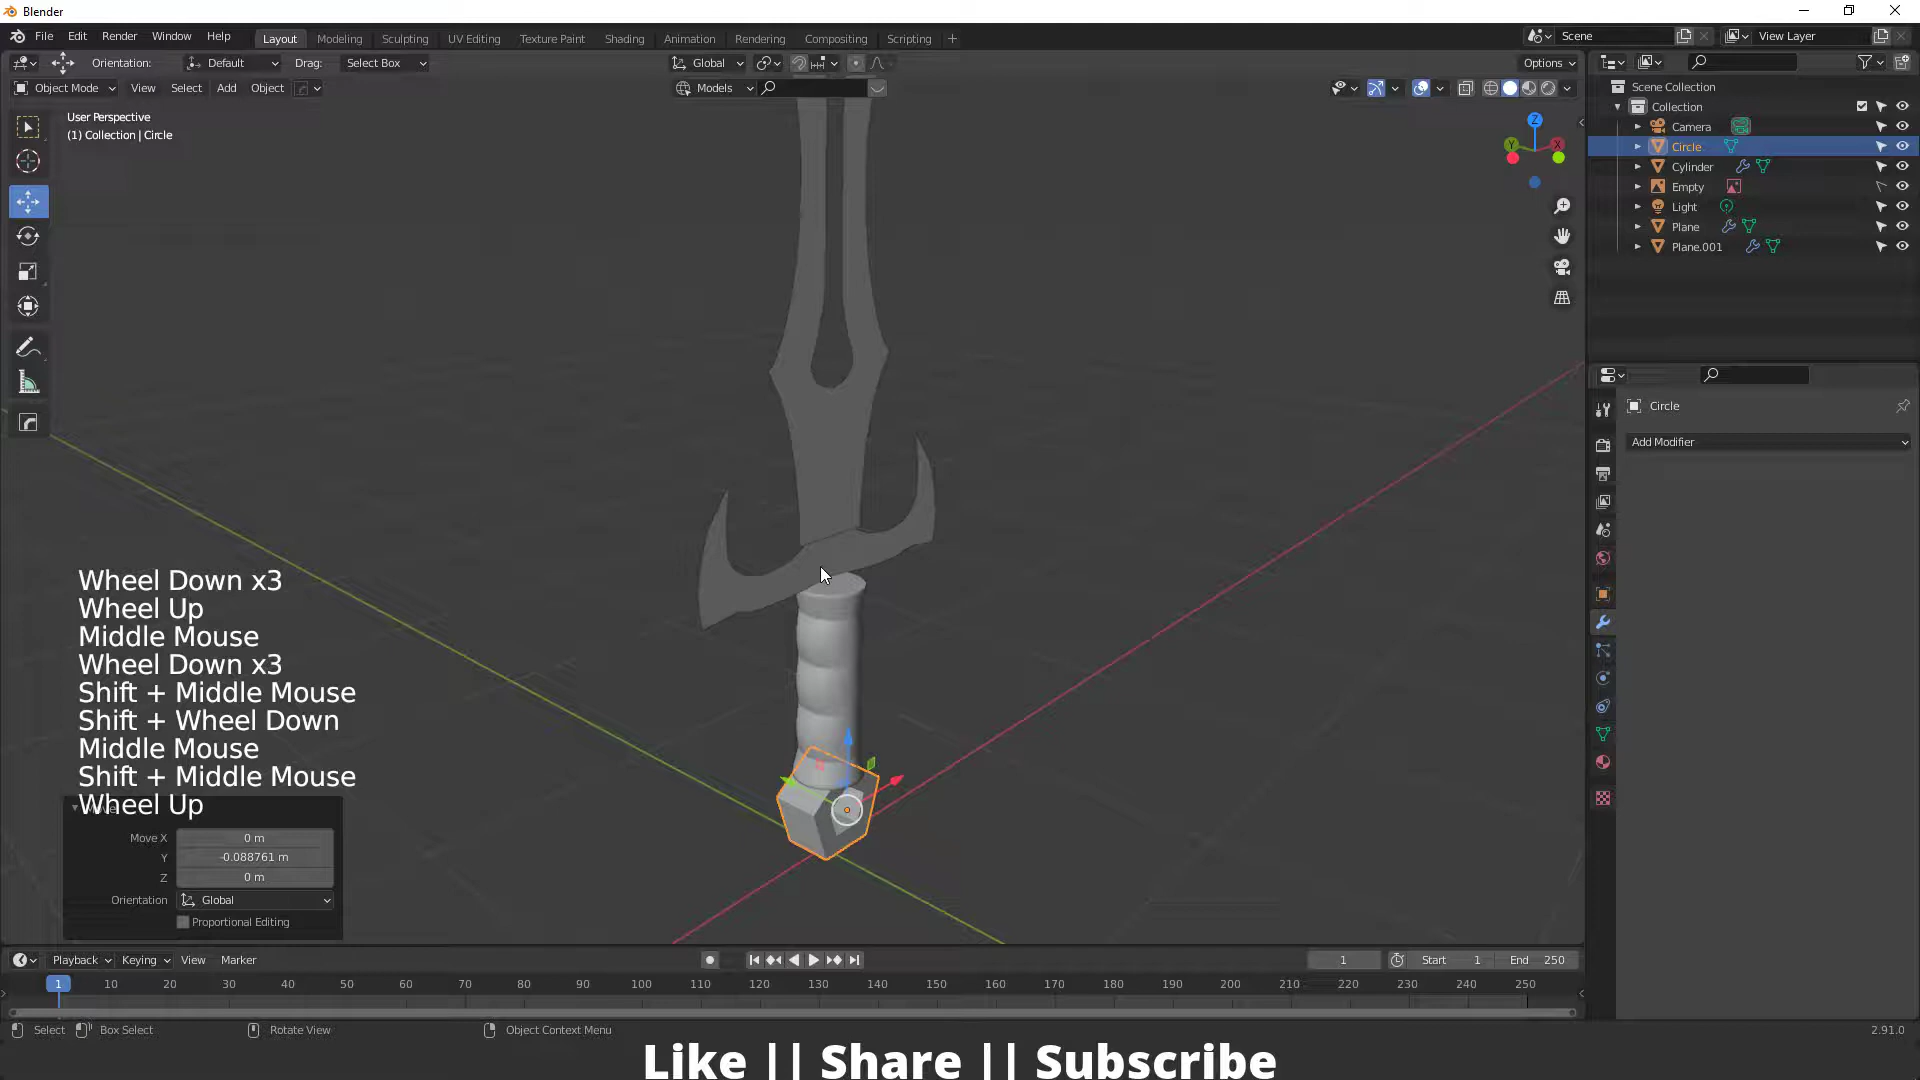 Blender
File Edit Render Window Help
Layout Modeling Sculpting UV Editing Texture Paint Shading Animation Rendering Compositing Scripting +
Scene View Layer
Orientation: Default Drag: Select Box Global Options
Object Mode View Select Add Object Models
User Perspective
(1) Collection | Circle
Z
Y
X
Scene Collection
Collection
Camera
Circle
Cylinder
Empty
Light
Plane
Plane.001
Circle
Add Modifier
Wheel Down x3
Wheel Up
Middle Mouse
Wheel Down x3
Shift + Middle Mouse
Shift + Wheel Down
Middle Mouse
Shift + Middle Mouse
Wheel Up
Move X 0 m
Y -0.088761 m
Z 0 m
Orientation Global
Proportional Editing
Playback Keying View Marker
1 Start 1 End 250
1 10 20 30 40 50 60 70 80 90 100 110 120 130 140 150 160 170 180 190 200 210 220 230 240 250
Select Box Select Rotate View Object Context Menu
2.91.0
Like || Share || Subscribe